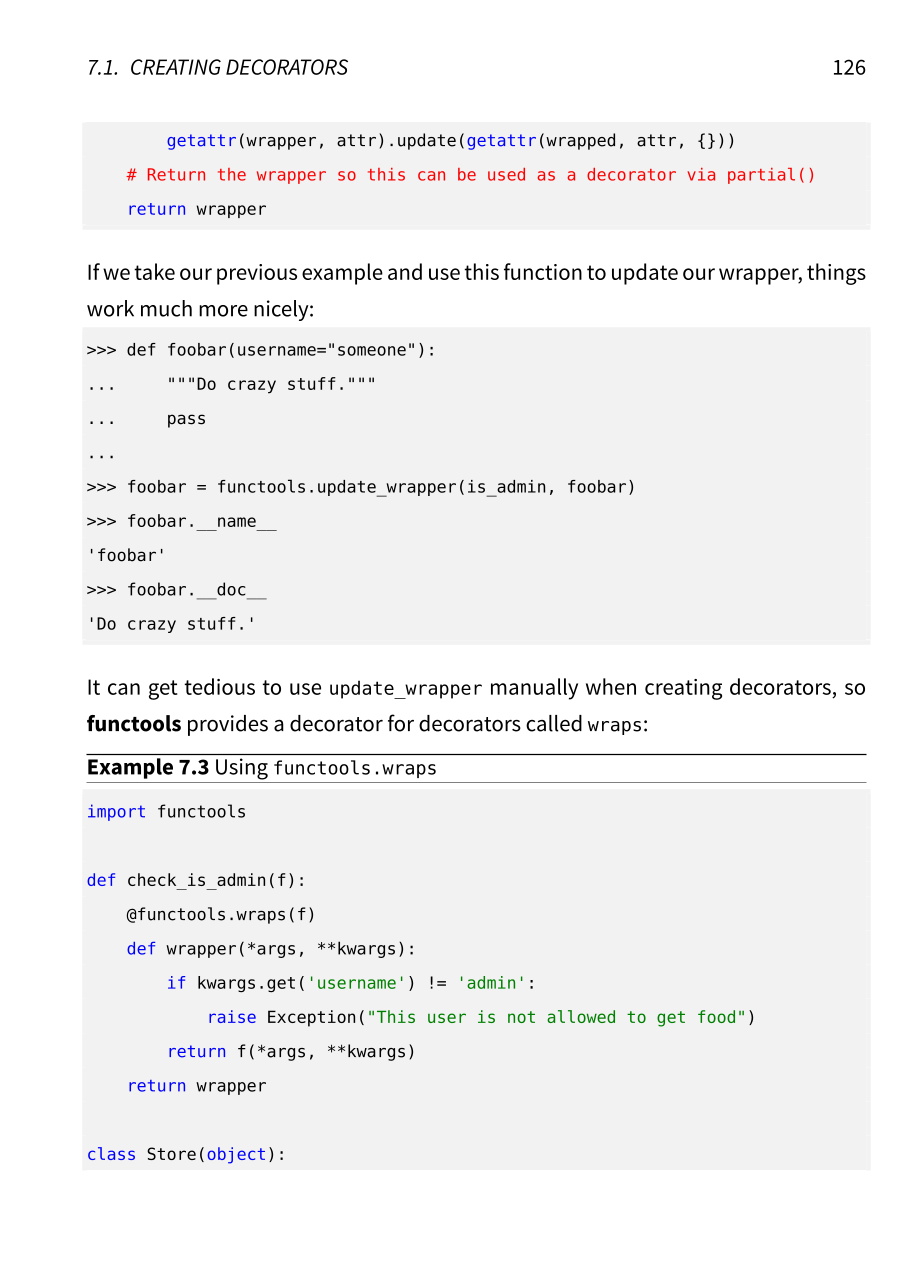 7.1. CREATING DECORATORS 126
        getattr(wrapper, attr).update(getattr(wrapped, attr, {}))
    # Return the wrapper so this can be used as a decorator via partial()
    return wrapper
If we take our previous example and use this function to update our wrapper, things
work much more nicely:
>>> def foobar(username="someone"):
...     """Do crazy stuff."""
...     pass
...
>>> foobar = functools.update_wrapper(is_admin, foobar)
>>> foobar.__name__
'foobar'
>>> foobar.__doc__
'Do crazy stuff.'
It can get tedious to use update_wrapper manually when creating decorators, so
functools provides a decorator for decorators called wraps:
Example 7.3 Using functools.wraps
import functools
def check_is_admin(f):
    @functools.wraps(f)
    def wrapper(*args, **kwargs):
        if kwargs.get('username') != 'admin':
            raise Exception("This user is not allowed to get food")
        return f(*args, **kwargs)
    return wrapper
class Store(object):